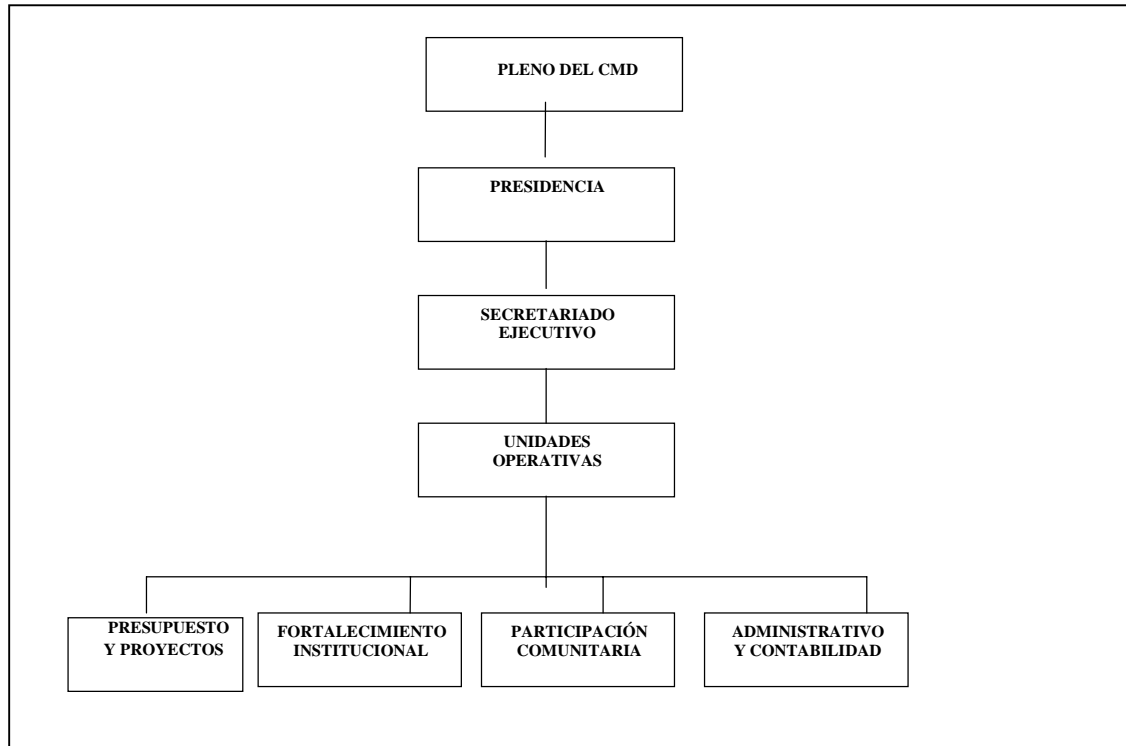 PLENO DEL CMD
PRESIDENCIA
SECRETARIADO
EJECUTIVO
UNIDADES
OPERATIVAS
PRESUPUESTO
Y PROYECTOS
FORTALECIMIENTO
INSTITUCIONAL
PARTICIPACIÓN
COMUNITARIA
ADMINISTRATIVO
Y CONTABILIDAD